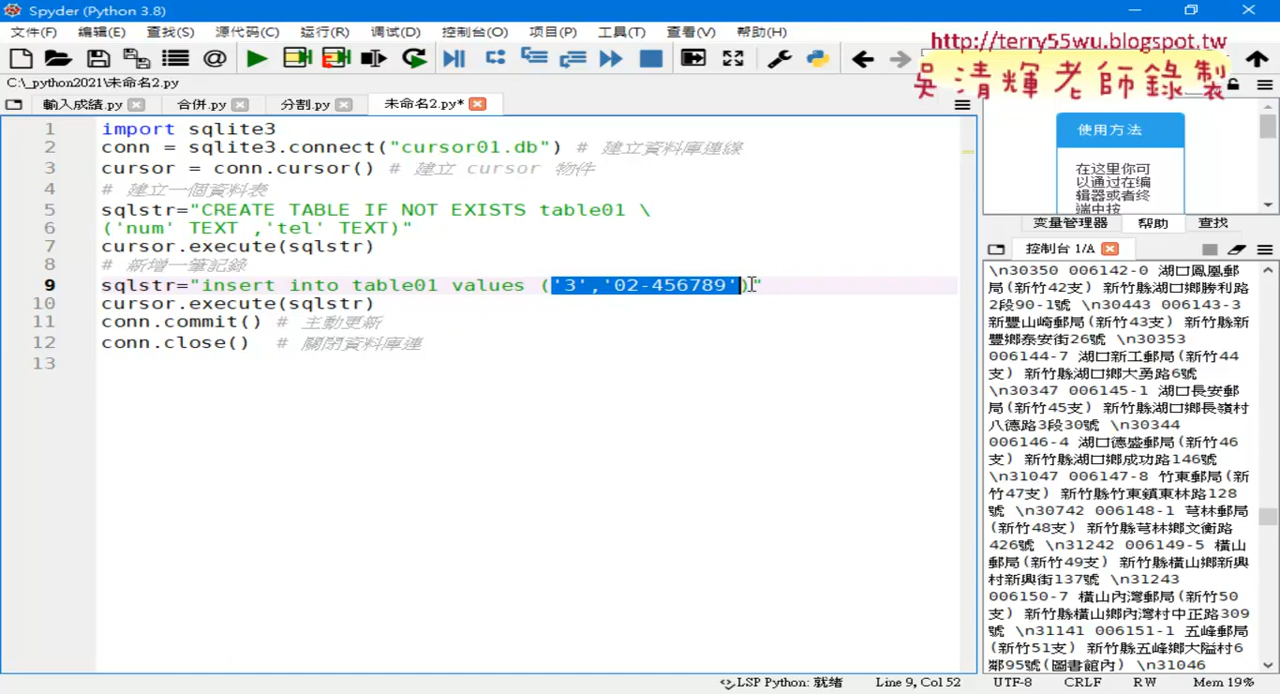 Spyder (Python 3.8)
文件(F) 编辑(E) 查找(S) 源代码(C) 运行(R) 调试(D) 控制台(O) 项目(P) 工具(T) 查看(V) 帮助(H)
http://terry55wu.blogspot.tw
吳清輝老師錄製
C:\_python2021\未命名2.py
輸入成績.py 合併.py 分割.py 未命名2.py*
1 import sqlite3
2 conn = sqlite3.connect("cursor01.db") # 建立資料庫連線
3 cursor = conn.cursor() # 建立 cursor 物件
4 # 建立一個資料表
5 sqlstr="CREATE TABLE IF NOT EXISTS table01 \
6 ('num' TEXT ,'tel' TEXT)"
7 cursor.execute(sqlstr)
8 # 新增一筆記錄
9 sqlstr="insert into table01 values ('3','02-456789')"
10 cursor.execute(sqlstr)
11 conn.commit() # 主動更新
12 conn.close() # 關閉資料庫連
13
使用方法
在这里你可
以通过在编
辑器或者终
端中按
变量管理器 帮助 查找
控制台 1/A
\n30350 006142-0 湖口鳳凰郵
局(新竹42支) 新竹縣湖口鄉勝利路
2段90-1號 \n30443 006143-3
新豐山崎郵局(新竹43支) 新竹縣新
豐鄉泰安街26號 \n30353
006144-7 湖口新工郵局(新竹44
支) 新竹縣湖口鄉大勇路6號
\n30347 006145-1 湖口長安郵
局(新竹45支) 新竹縣湖口鄉長嶺村
八德路3段30號 \n30344
006146-4 湖口德盛郵局(新竹46
支) 新竹縣湖口鄉成功路146號
\n31047 006147-8 竹東郵局(新
竹47支) 新竹縣竹東鎮東林路128
號 \n30742 006148-1 芎林郵局
(新竹48支) 新竹縣芎林鄉文衡路
426號 \n31242 006149-5 橫山
郵局(新竹49支) 新竹縣橫山鄉新興
村新興街137號 \n31243
006150-7 橫山內灣郵局(新竹50
支) 新竹縣橫山鄉內灣村中正路309
號 \n31141 006151-1 五峰郵局
(新竹51支) 新竹縣五峰鄉大隘村6
鄰95號(圖書館內) \n31046
LSP Python: 就绪 Line 9, Col 52 UTF-8 CRLF RW Mem 19%